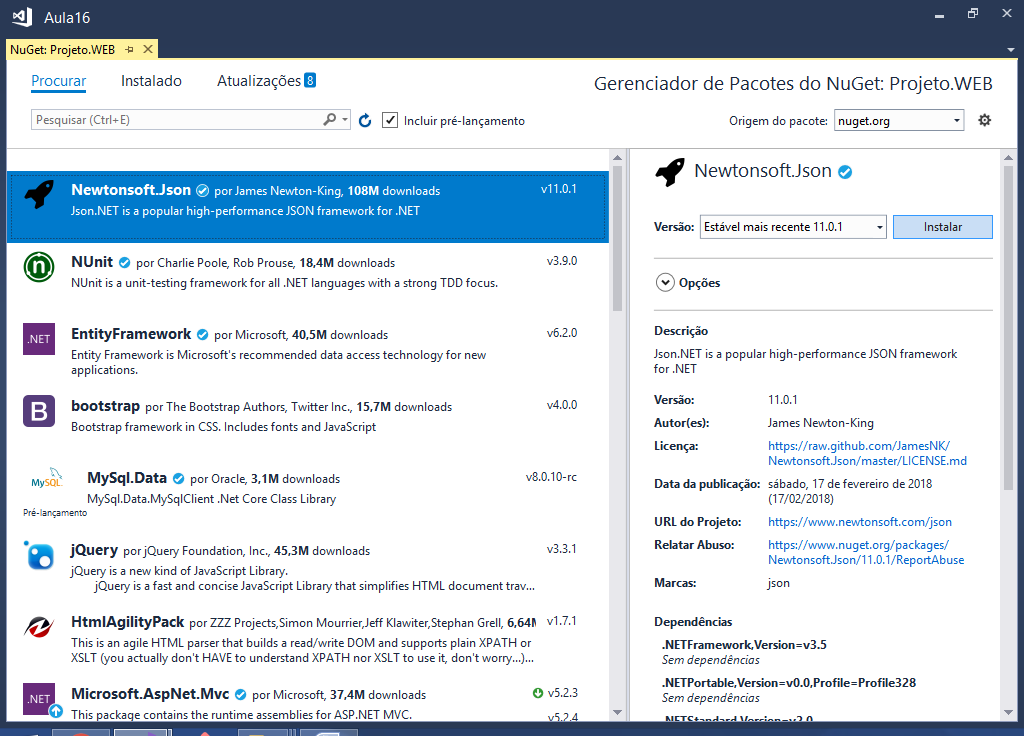 Aula16
NuGet: Projeto.WEB
Procurar Instalado Atualizações 8
Gerenciador de Pacotes do NuGet: Projeto.WEB
Pesquisar (Ctrl+E)
Incluir pré-lançamento
Origem do pacote: nuget.org
Newtonsoft.Json por James Newton-King, 108M downloads v11.0.1
Json.NET is a popular high-performance JSON framework for .NET
NUnit por Charlie Poole, Rob Prouse, 18,4M downloads v3.9.0
NUnit is a unit-testing framework for all .NET languages with a strong TDD focus.
.NET
EntityFramework por Microsoft, 40,5M downloads v6.2.0
Entity Framework is Microsoft's recommended data access technology for new
applications.
B
bootstrap por The Bootstrap Authors, Twitter Inc., 15,7M downloads v4.0.0
Bootstrap framework in CSS. Includes fonts and JavaScript
MySQL
MySql.Data por Oracle, 3,1M downloads v8.0.10-rc
MySql.Data.MySqlClient .Net Core Class Library
Pré-lançamento
jQuery por jQuery Foundation, Inc., 45,3M downloads v3.3.1
jQuery is a new kind of JavaScript Library.
jQuery is a fast and concise JavaScript Library that simplifies HTML document trav...
HtmlAgilityPack por ZZZ Projects,Simon Mourrier,Jeff Klawiter,Stephan Grell, 6,64M v1.7.1
This is an agile HTML parser that builds a read/write DOM and supports plain XPATH or
XSLT (you actually don't HAVE to understand XPATH nor XSLT to use it, don't worry...)...
.NET
Microsoft.AspNet.Mvc por Microsoft, 37,4M downloads v5.2.3
This package contains the runtime assemblies for ASP.NET MVC. v5.2.4
Newtonsoft.Json
Versão: Estável mais recente 11.0.1 Instalar
Opções
Descrição
Json.NET is a popular high-performance JSON framework
for .NET
Versão: 11.0.1
Autor(es): James Newton-King
Licença: https://raw.github.com/JamesNK/
Newtonsoft.Json/master/LICENSE.md
Data da publicação: sábado, 17 de fevereiro de 2018
(17/02/2018)
URL do Projeto: https://www.newtonsoft.com/json
Relatar Abuso: https://www.nuget.org/packages/
Newtonsoft.Json/11.0.1/ReportAbuse
Marcas: json
Dependências
.NETFramework,Version=v3.5
Sem dependências
.NETPortable,Version=v0.0,Profile=Profile328
Sem dependências
.NETStandard,Version=v2.0